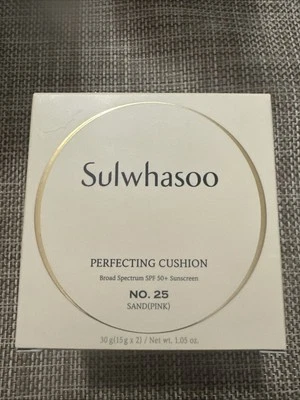 Sulwhasoo
PERFECTING CUSHION
Broad Spectrum SPF 50+ Sunscreen
NO. 25
SAND(PINK)
30 g(15 g x 2) / Net wt. 1.05 oz.